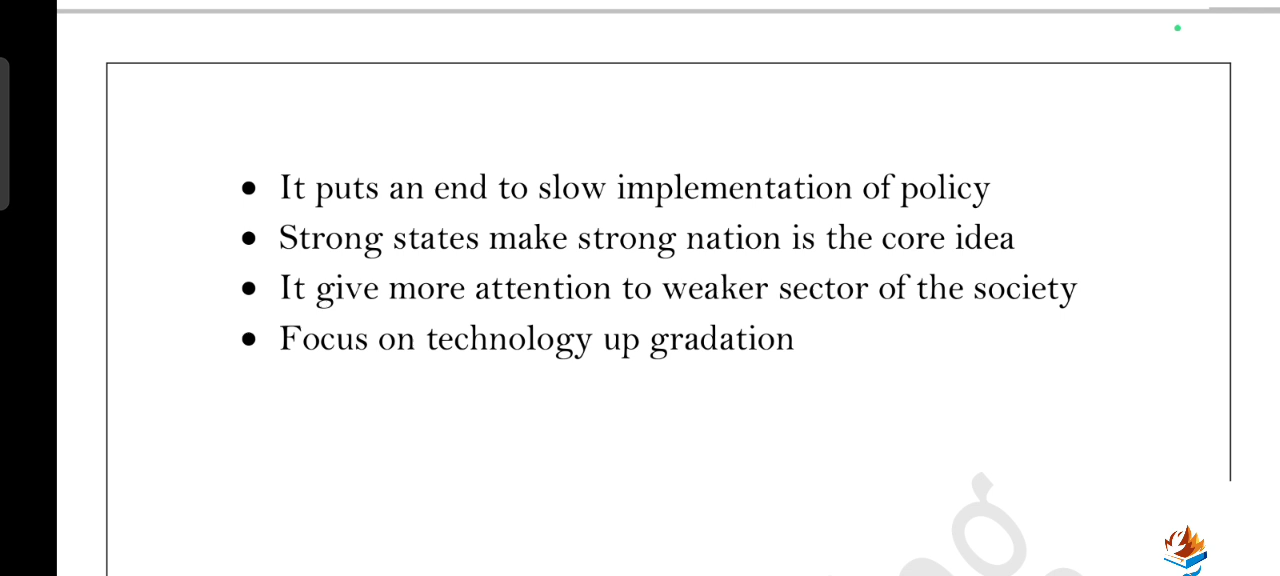 ● It puts an end to slow implementation of policy
● Strong states make strong nation is the core idea
● It give more attention to weaker sector of the society
● Focus on technology up gradation